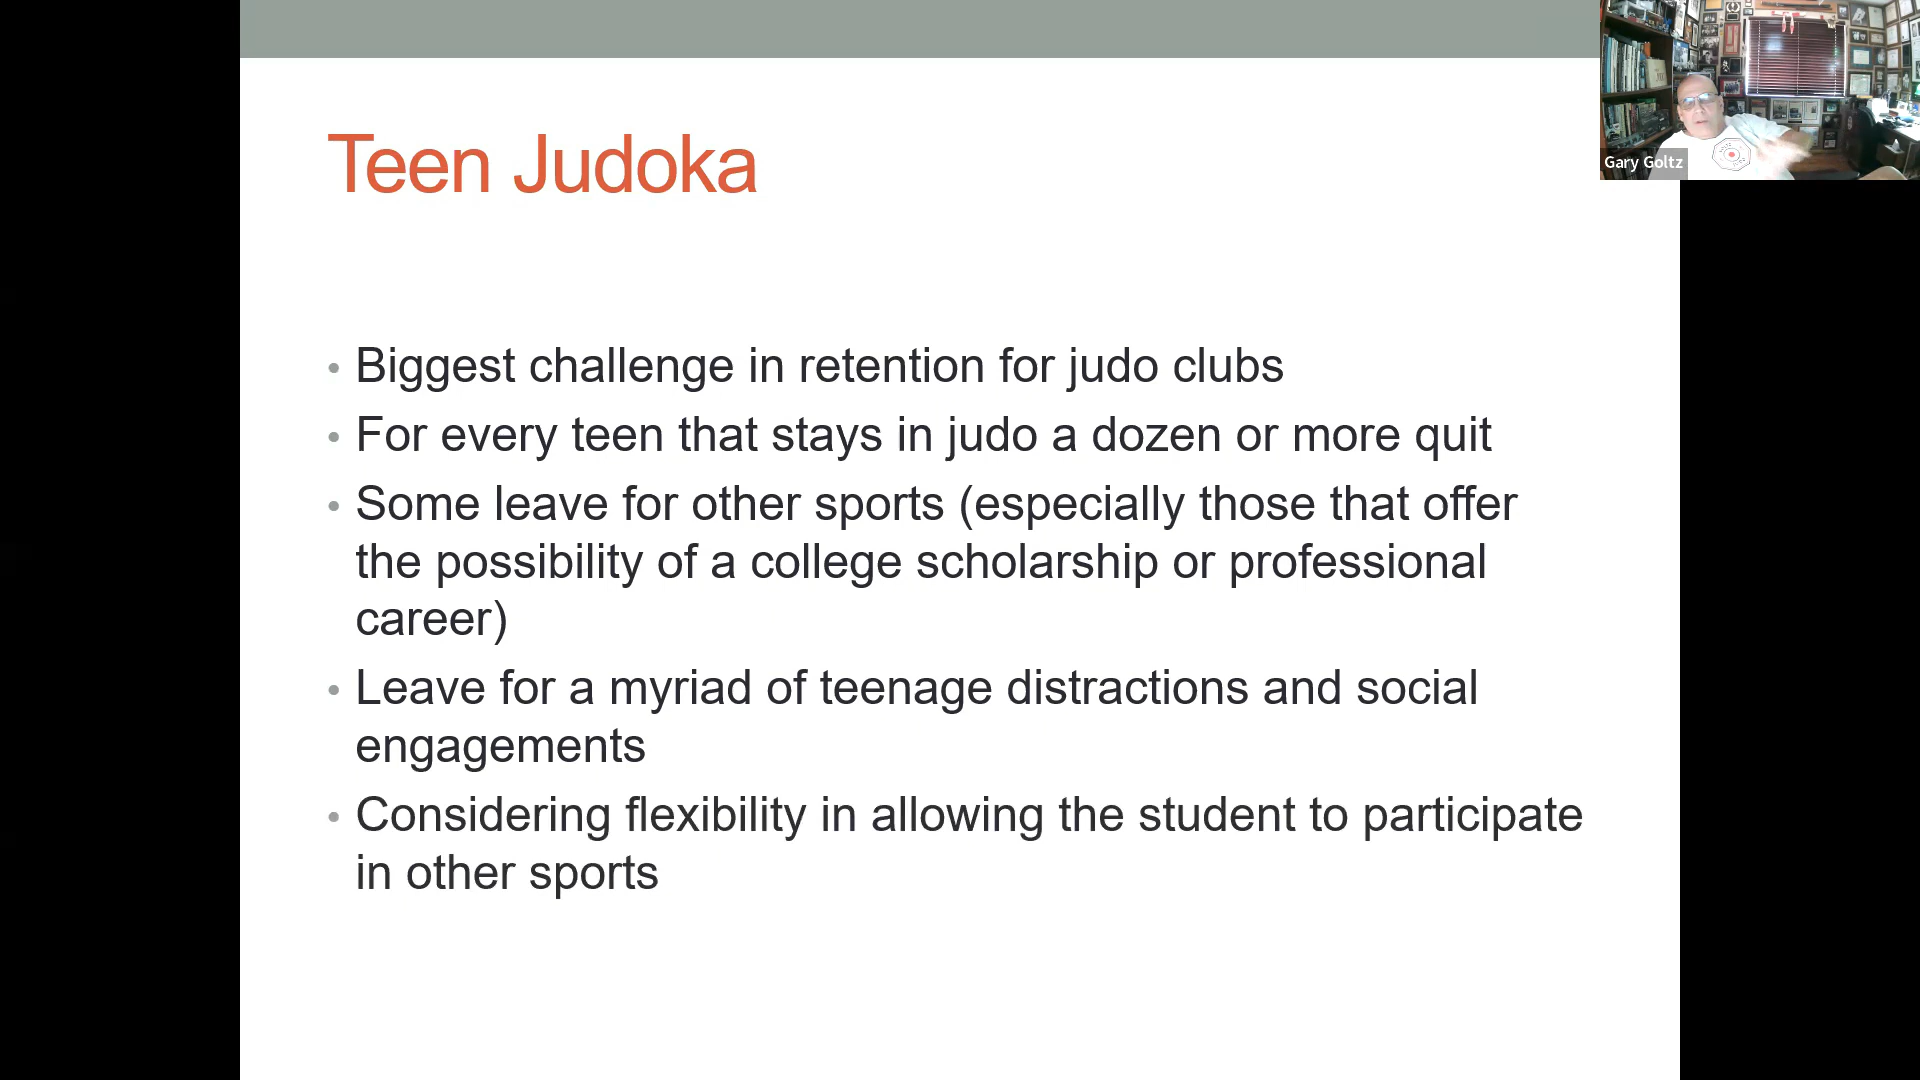 Teen Judoka
Gary Goltz
• Biggest challenge in retention for judo clubs
• For every teen that stays in judo a dozen or more quit
• Some leave for other sports (especially those that offer
the possibility of a college scholarship or professional
career)
• Leave for a myriad of teenage distractions and social
engagements
• Considering flexibility in allowing the student to participate
in other sports